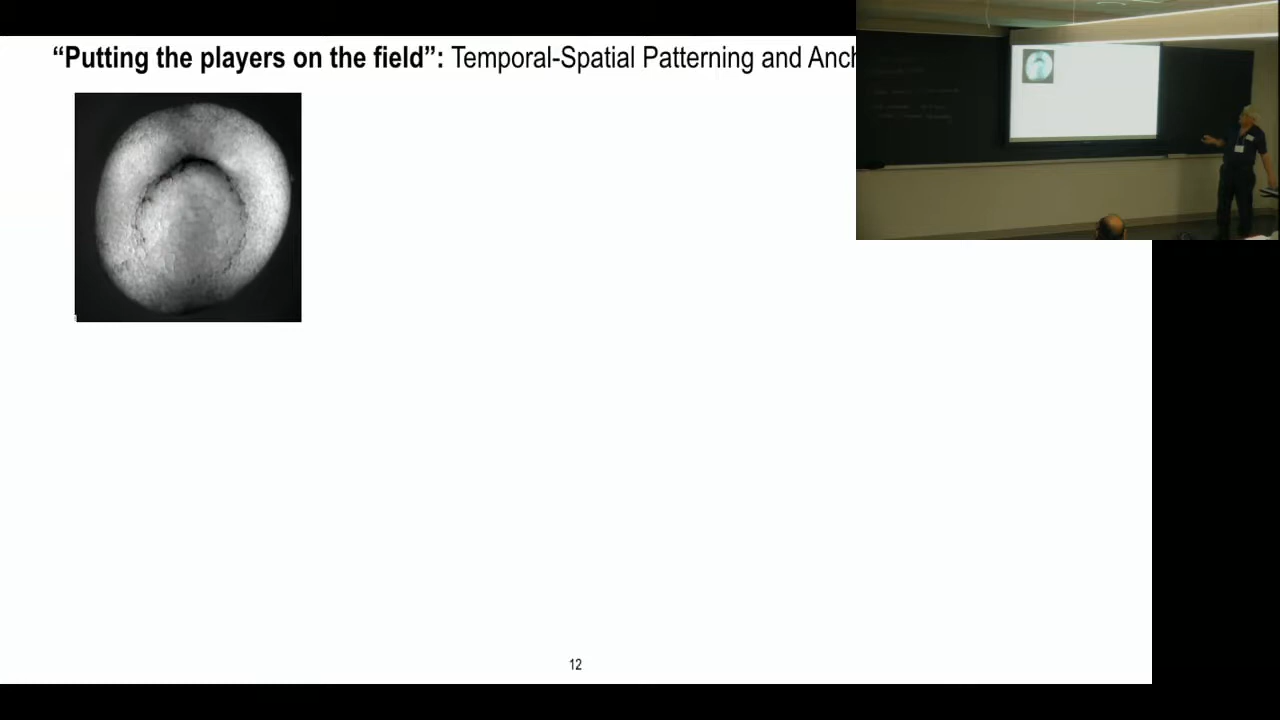 “Putting the players on the field”: Temporal-Spatial Patterning and Anch
12